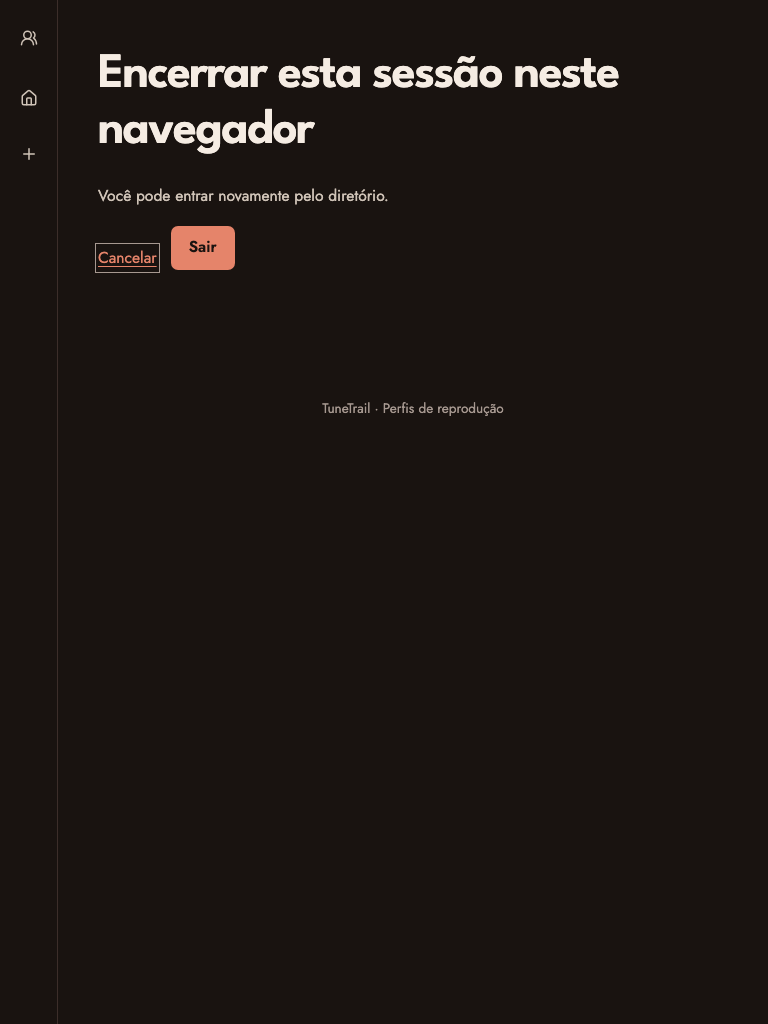 Encerrar esta sessão neste
navegador
Você pode entrar novamente pelo diretório.
Cancelar
Sair
TuneTrail · Perfis de reprodução